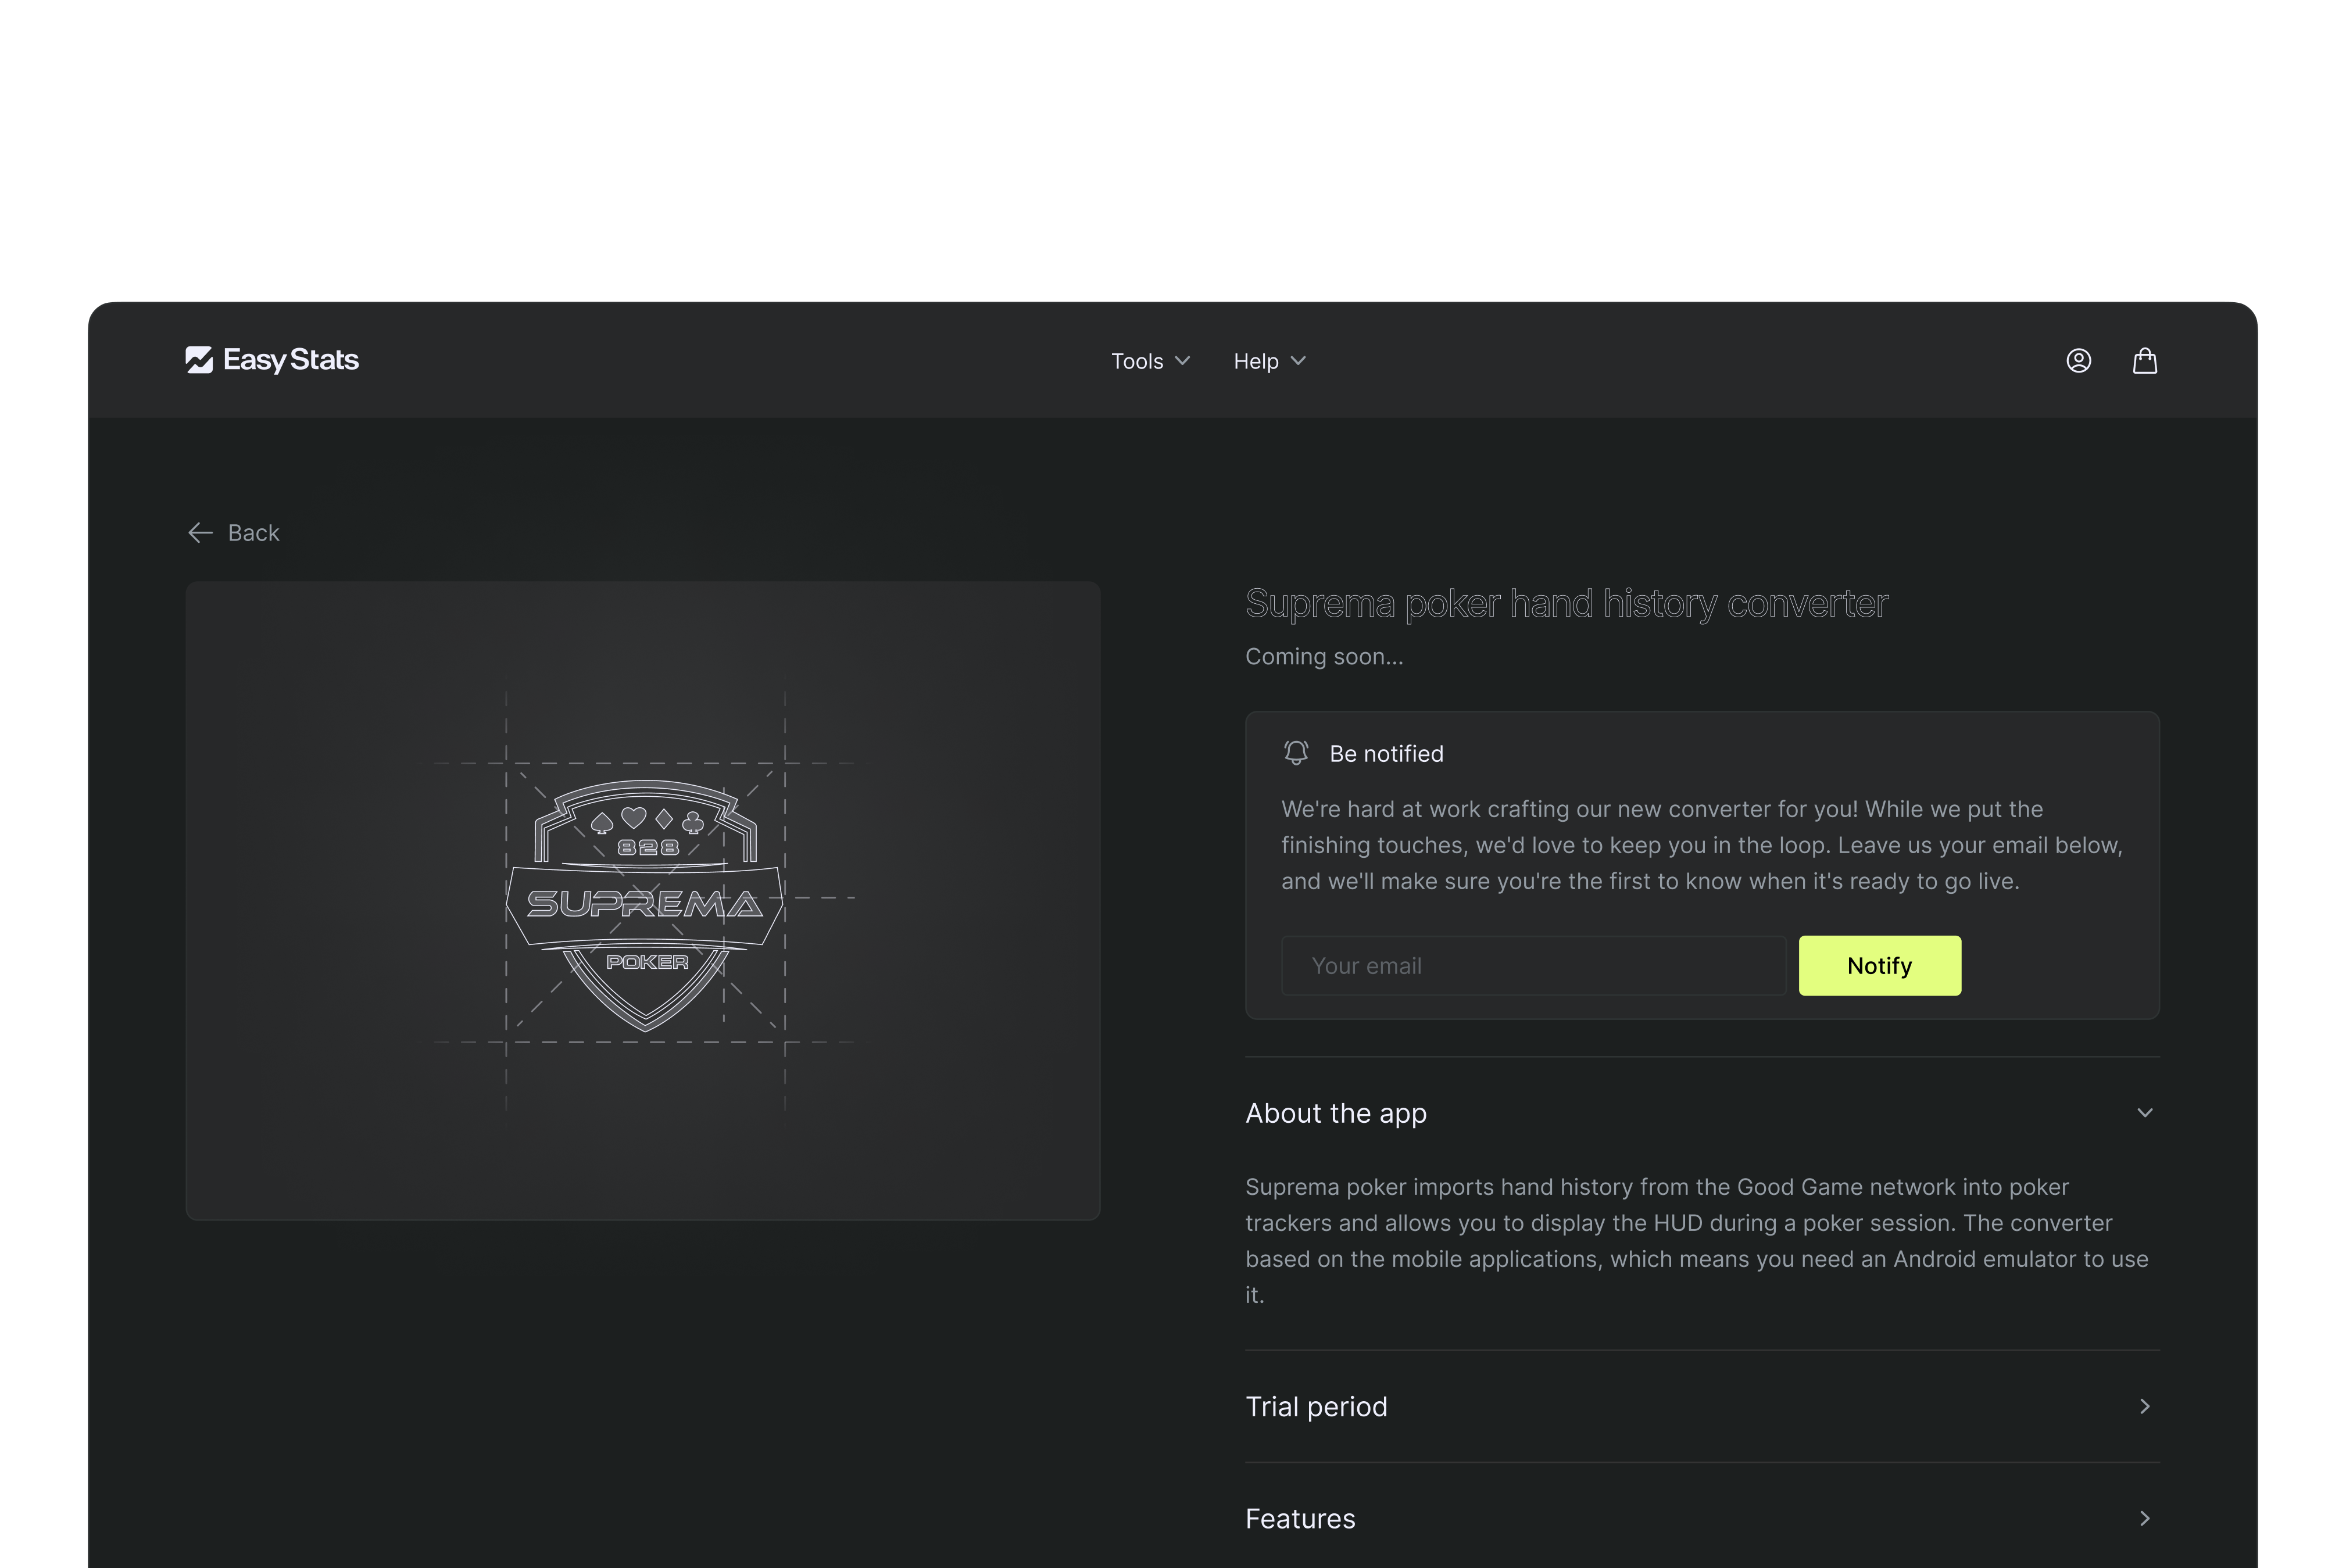 Easy Stats
Tools
Help
Back
828
SUPREMA
POKER
Suprema poker hand history converter
Coming soon...
Be notified
We're hard at work crafting our new converter for you! While we put the
finishing touches, we'd love to keep you in the loop. Leave us your email below,
and we'll make sure you're the first to know when it's ready to go live.
Your email
Notify
About the app
Suprema poker imports hand history from the Good Game network into poker
trackers and allows you to display the HUD during a poker session. The converter
based on the mobile applications, which means you need an Android emulator to use
it.
Trial period
Features